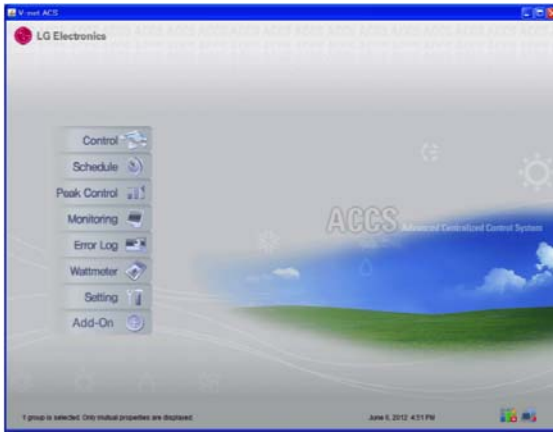 V-net ACS
LG Electronics
Control
Schedule
Peak Control
Monitoring
Error Log
Wattmeter
Setting
Add-On
ACCS Advanced Centralized Control System
1 group is selected. Only mutual properties are displayed.
June 5, 2012 4:51 PM